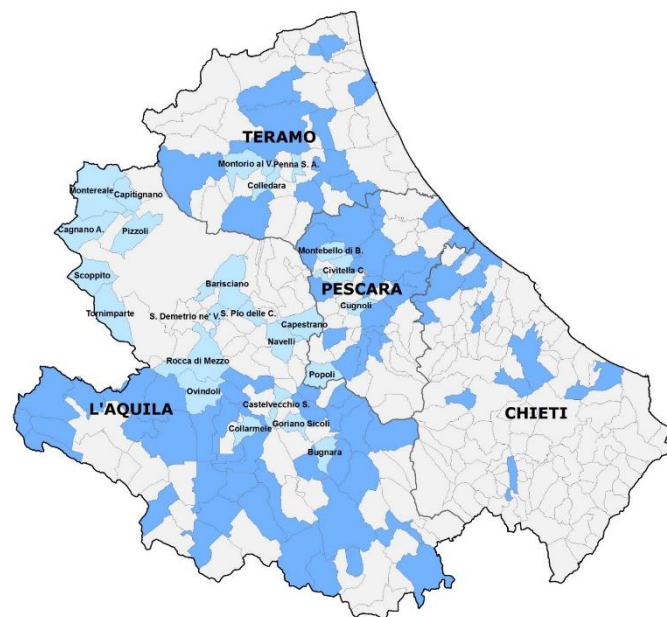 TERAMO
Montorio al V.
Penna S. A.
Colledara
Montereale
Capitignano
Cagnano A.
Pizzoli
Montebello di B.
Scoppito
Civitella C.
Barisciano
PESCARA
Cugnoli
Tornimparte
S. Demetrio ne' V.
S. Pio delle C.
Capestrano
Navelli
Rocca di Mezzo
Popoli
Ovindoli
L'AQUILA
Castelvecchio S.
CHIETI
Collarmele
Goriano Sicoli
Bugnara